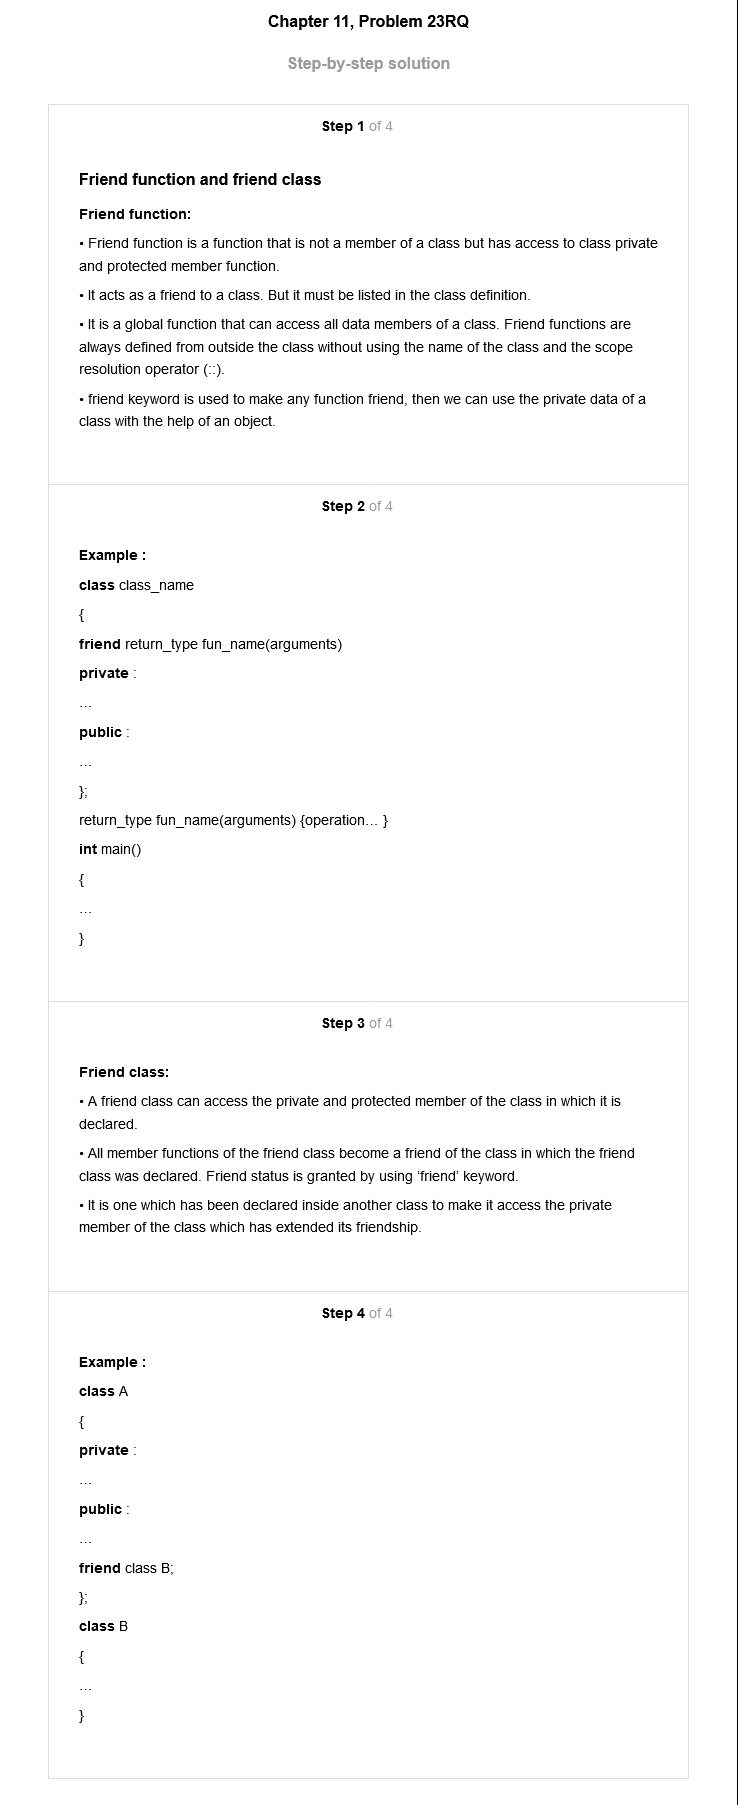 Chapter 11, Problem 23RQ
Step-by-step solution
Step 1 of 4
Friend function and friend class
Friend function:
• Friend function is a function that is not a member of a class but has access to class private
and protected member function.
• It acts as a friend to a class. But it must be listed in the class definition.
• It is a global function that can access all data members of a class. Friend functions are
always defined from outside the class without using the name of the class and the scope
resolution operator (::).
• friend keyword is used to make any function friend, then we can use the private data of a
class with the help of an object.
Step 2 of 4
Example :
class class_name
{
friend return_type fun_name(arguments)
private :
…
public :
…
};
return_type fun_name(arguments) {operation… }
int main()
{
…
}
Step 3 of 4
Friend class:
• A friend class can access the private and protected member of the class in which it is
declared.
• All member functions of the friend class become a friend of the class in which the friend
class was declared. Friend status is granted by using ‘friend’ keyword.
• It is one which has been declared inside another class to make it access the private
member of the class which has extended its friendship.
Step 4 of 4
Example :
class A
{
private :
…
public :
…
friend class B;
};
class B
{
…
}